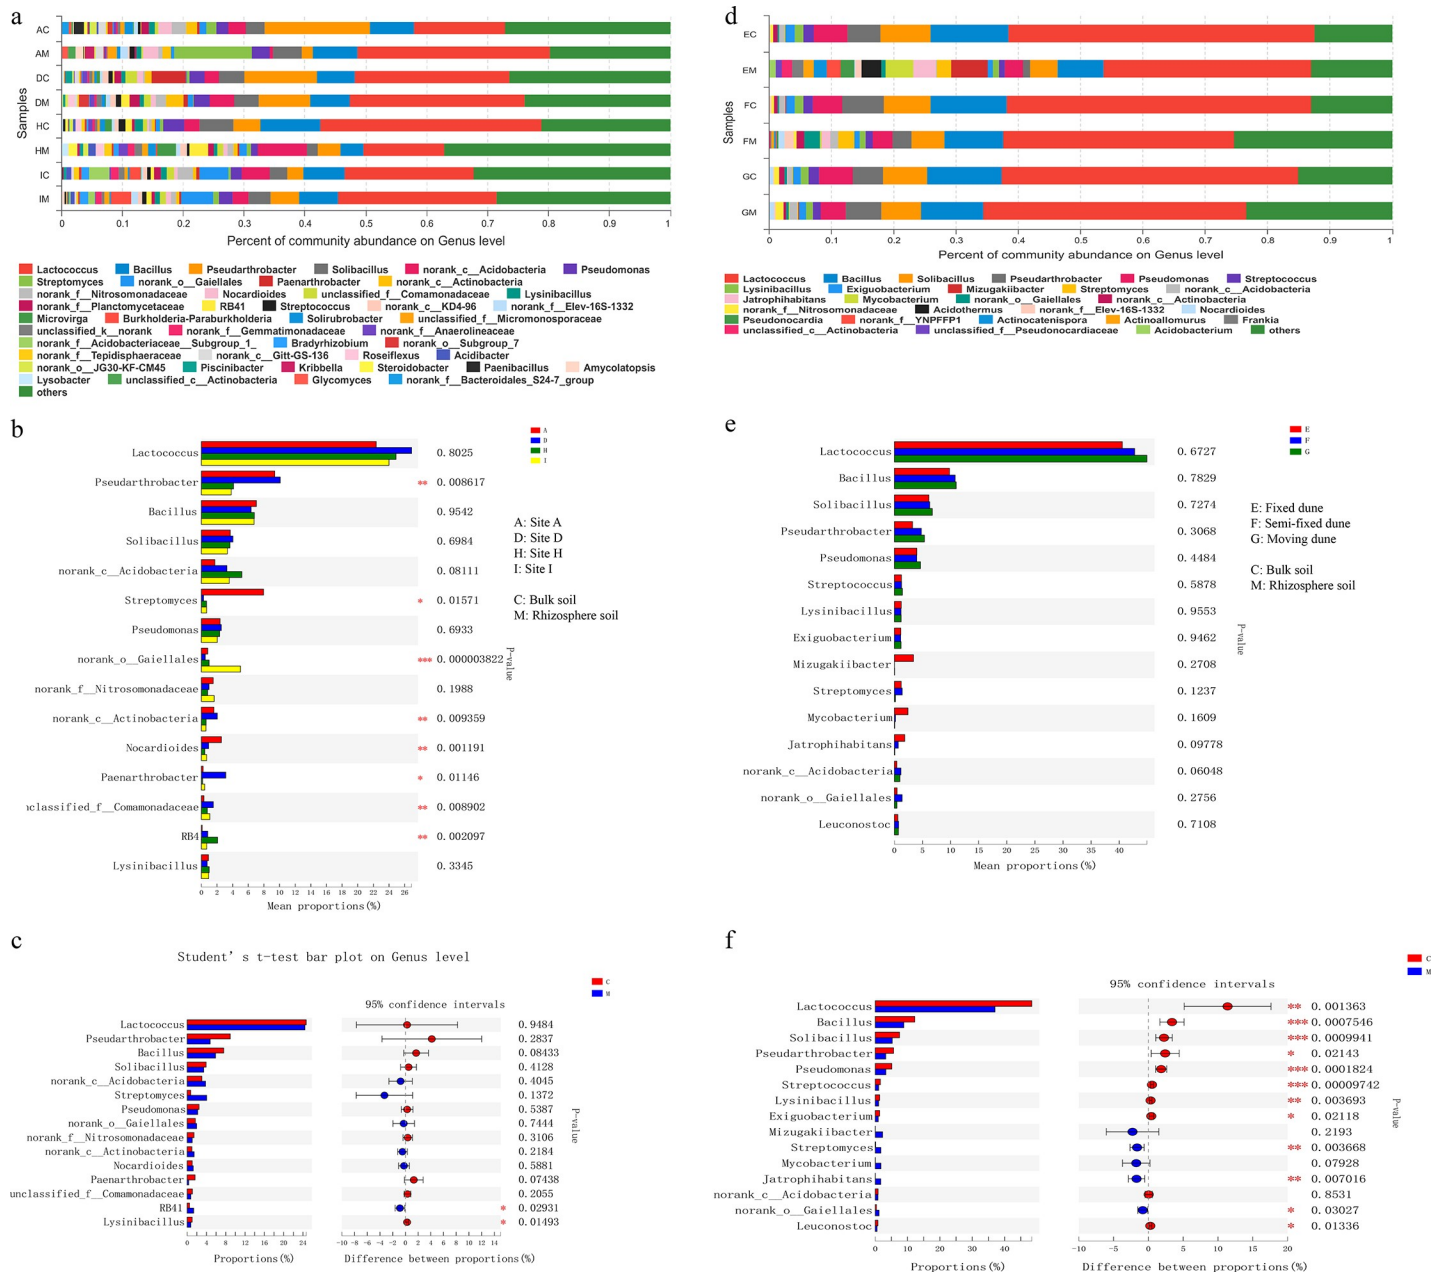 a
Samples
AC
AM
DC
DM
HC
HM
IC
IM
0 0.1 0.2 0.3 0.4 0.5 0.6 0.7 0.8 0.9 1
Percent of community abundance on Genus level
Lactococcus Bacillus Pseudarthrobacter Solibacillus norank_c__Acidobacteria Pseudomonas
Streptomyces norank_o__Gaiellales Paenarthrobacter norank_c__Actinobacteria
norank_f__Nitrosomonadaceae Nocardioides unclassified_f__Comamonadaceae Lysinibacillus
norank_f__Planctomycetaceae RB41 Streptococcus norank_c__KD4-96 norank_f__Elev-16S-1332
Microvirga Burkholderia-Paraburkholderia Solirubrobacter unclassified_f__Micromonosporaceae
unclassified_k__norank norank_f__Gemmatimonadaceae norank_f__Anaerolineaceae
norank_f__Acidobacteriaceae__Subgroup_1_ Bradyrhizobium norank_o__Subgroup_7
norank_f__Tepidisphaeraceae norank_c__Gitt-GS-136 Roseiflexus Acidibacter
norank_o__JG30-KF-CM45 Piscinibacter Kribbella Steroidobacter Paenibacillus Amycolatopsis
Lysobacter unclassified_c__Actinobacteria Glycomyces norank_f__Bacteroidales_S24-7_group
others
b
A
D
H
I
Lactococcus 0.8025
Pseudarthrobacter ** 0.008617
Bacillus 0.9542
Solibacillus 0.6984
norank_c__Acidobacteria 0.08111
Streptomyces * 0.01571
Pseudomonas 0.6933
norank_o__Gaiellales *** 0.000003822
norank_f__Nitrosomonadaceae 0.1988
norank_c__Actinobacteria ** 0.009359
Nocardioides ** 0.001191
Paenarthrobacter * 0.01146
nclassified_f__Comamonadaceae ** 0.008902
RB4 ** 0.002097
Lysinibacillus 0.3345
P-value
0 2 4 6 8 10 12 14 16 18 20 22 24 26
Mean proportions(%)
A: Site A
D: Site D
H: Site H
I: Site I
C: Bulk soil
M: Rhizosphere soil
c
Student's t-test bar plot on Genus level
C
M
95% confidence intervals
Lactococcus 0.9484
Pseudarthrobacter 0.2837
Bacillus 0.08433
Solibacillus 0.4128
norank_c__Acidobacteria 0.4045
Streptomyces 0.1372
Pseudomonas 0.5387
norank_o__Gaiellales 0.7444
norank_f__Nitrosomonadaceae 0.3106
norank_c__Actinobacteria 0.2184
Nocardioides 0.5881
Paenarthrobacter 0.07438
unclassified_f__Comamonadaceae 0.2055
RB41 * 0.02931
Lysinibacillus * 0.01493
P-value
0 4 8 12 16 20 24
Proportions(%)
-10 -8 -6 -4 -2 0 2 4 6 8 10 12 14
Difference between proportions(%)
d
Samples
EC
EM
FC
FM
GC
GM
0 0.1 0.2 0.3 0.4 0.5 0.6 0.7 0.8 0.9 1
Percent of community abundance on Genus level
Lactococcus Bacillus Solibacillus Pseudarthrobacter Pseudomonas Streptococcus
Lysinibacillus Exiguobacterium Mizugakiibacter Streptomyces norank_c__Acidobacteria
Jatrophihabitans Mycobacterium norank_o__Gaiellales norank_c__Actinobacteria
norank_f__Nitrosomonadaceae Acidothermus norank_f__Elev-16S-1332 Nocardioides
Pseudonocardia norank_f__YNPFFP1 Actinocatenispora Actinoallomurus Frankia
unclassified_c__Actinobacteria unclassified_f__Pseudonocardiaceae Acidobacterium others
e
E
F
G
Lactococcus 0.6727
Bacillus 0.7829
Solibacillus 0.7274
Pseudarthrobacter 0.3068
Pseudomonas 0.4484
Streptococcus 0.5878
Lysinibacillus 0.9553
Exiguobacterium 0.9462
Mizugakiibacter 0.2708
Streptomyces 0.1237
Mycobacterium 0.1609
Jatrophihabitans 0.09778
norank_c__Acidobacteria 0.06048
norank_o__Gaiellales 0.2756
Leuconostoc 0.7108
P-value
0 5 10 15 20 25 30 35 40
Mean proportions(%)
E: Fixed dune
F: Semi-fixed dune
G: Moving dune
C: Bulk soil
M: Rhizosphere soil
f
C
M
95% confidence intervals
Lactococcus ** 0.001363
Bacillus *** 0.0007546
Solibacillus *** 0.0009941
Pseudarthrobacter * 0.02143
Pseudomonas *** 0.0001824
Streptococcus *** 0.00009742
Lysinibacillus ** 0.003693
Exiguobacterium * 0.02118
Mizugakiibacter 0.2193
Streptomyces ** 0.003668
Mycobacterium 0.07928
Jatrophihabitans ** 0.007016
norank_c__Acidobacteria 0.8531
norank_o__Gaiellales * 0.03027
Leuconostoc * 0.01336
P-value
0 10 20 30 40
Proportions(%)
-10 -5 0 5 10 15 20
Difference between proportions(%)